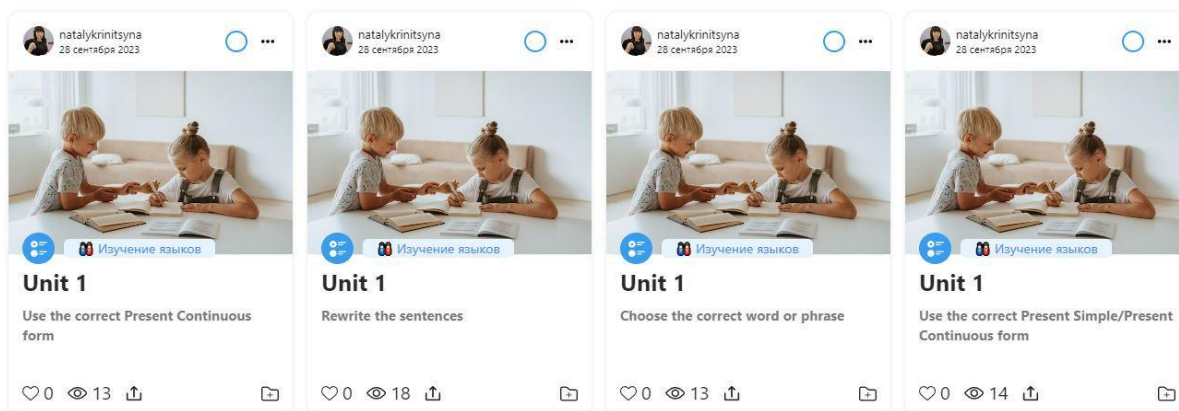 natalykrinitsyna
28 сентября 2023
Изучение языков
Unit 1
Use the correct Present Continuous
form
0 13
natalykrinitsyna
28 сентября 2023
Изучение языков
Unit 1
Rewrite the sentences
0 18
natalykrinitsyna
28 сентября 2023
Изучение языков
Unit 1
Choose the correct word or phrase
0 13
natalykrinitsyna
28 сентября 2023
Изучение языков
Unit 1
Use the correct Present Simple/Present
Continuous form
0 14